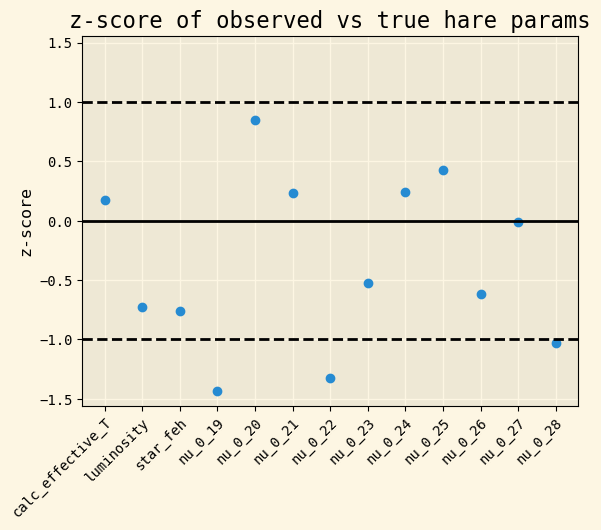 z-score of observed vs true hare params
1.5
1.0
0.5
0.0
−0.5
−1.0
−1.5
z-score
calc_effective_T
luminosity
star_feh
nu_0_19
nu_0_20
nu_0_21
nu_0_22
nu_0_23
nu_0_24
nu_0_25
nu_0_26
nu_0_27
nu_0_28